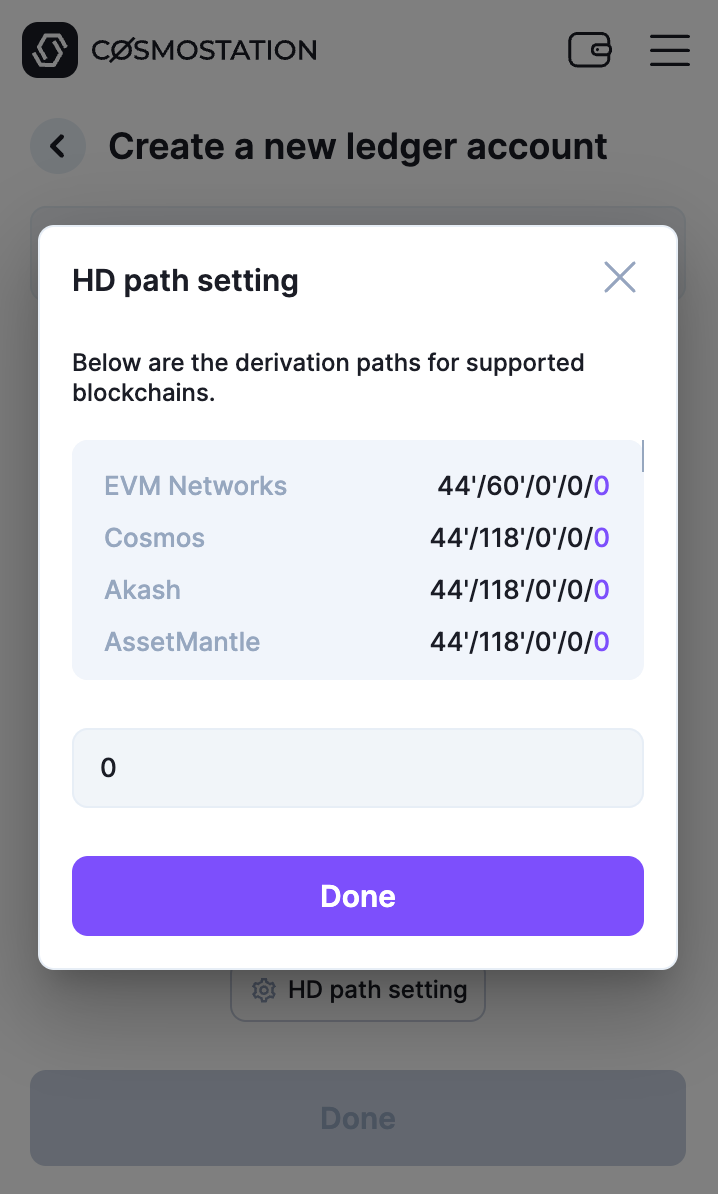 CØSMOSTATION
Create a new ledger account
HD path setting
Below are the derivation paths for supported
blockchains.
EVM Networks 44'/60'/0'/0/0
Cosmos 44'/118'/0'/0/0
Akash 44'/118'/0'/0/0
AssetMantle 44'/118'/0'/0/0
0
Done
HD path setting
Done